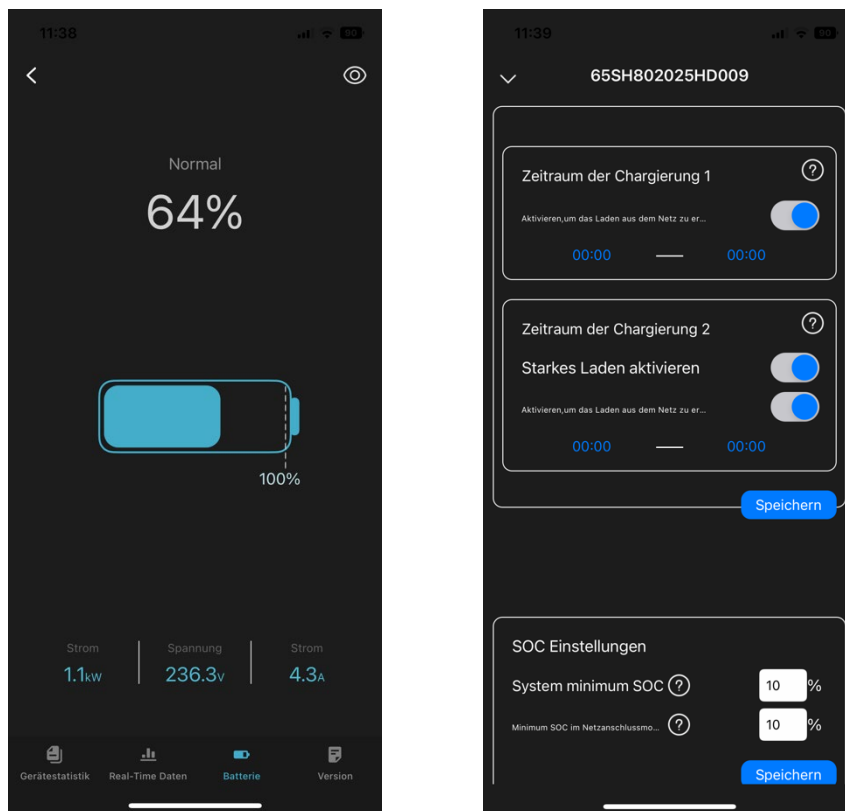 11:38
90
Normal
64%
100%
Strom
Spannung
Strom
1.1kW
236.3V
4.3A
Gerätestatistik
Real-Time Daten
Batterie
Version
11:39
90
65SH802025HD009
Zeitraum der Chargierung 1
?
Aktivieren,um das Laden aus dem Netz zu er...
00:00 — 00:00
Zeitraum der Chargierung 2
?
Starkes Laden aktivieren
Aktivieren,um das Laden aus dem Netz zu er...
00:00 — 00:00
Speichern
SOC Einstellungen
System minimum SOC ? 10 %
Minimum SOC im Netzanschlussmo... ? 10 %
Speichern